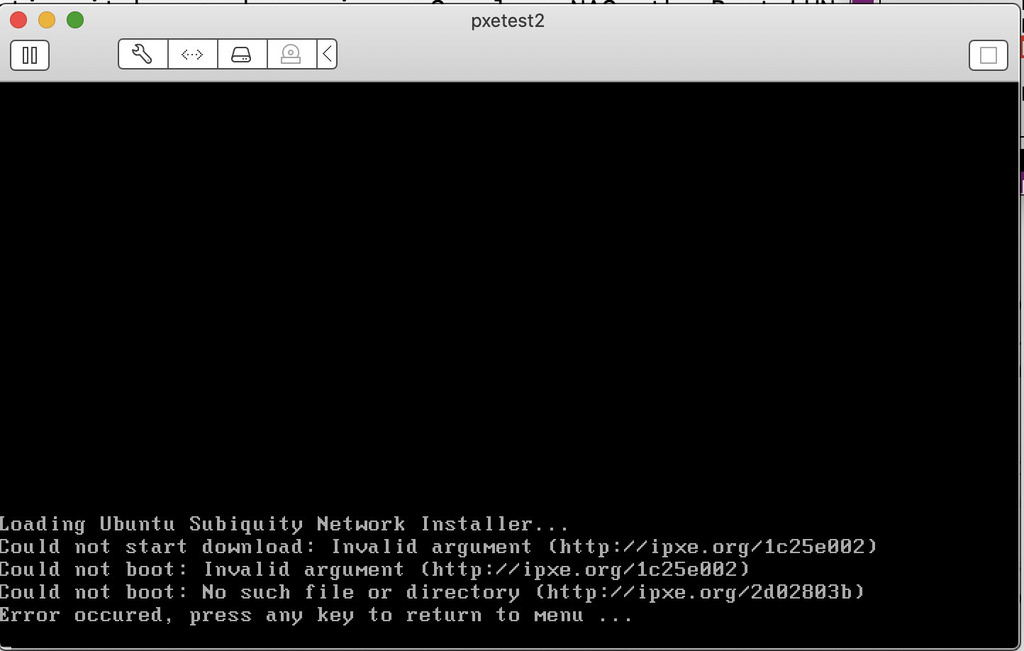 pxetest2
Loading Ubuntu Subiquity Network Installer...
Could not start download: Invalid argument (http://ipxe.org/1c25e002)
Could not boot: Invalid argument (http://ipxe.org/1c25e002)
Could not boot: No such file or directory (http://ipxe.org/2d02803b)
Error occured, press any key to return to menu ...